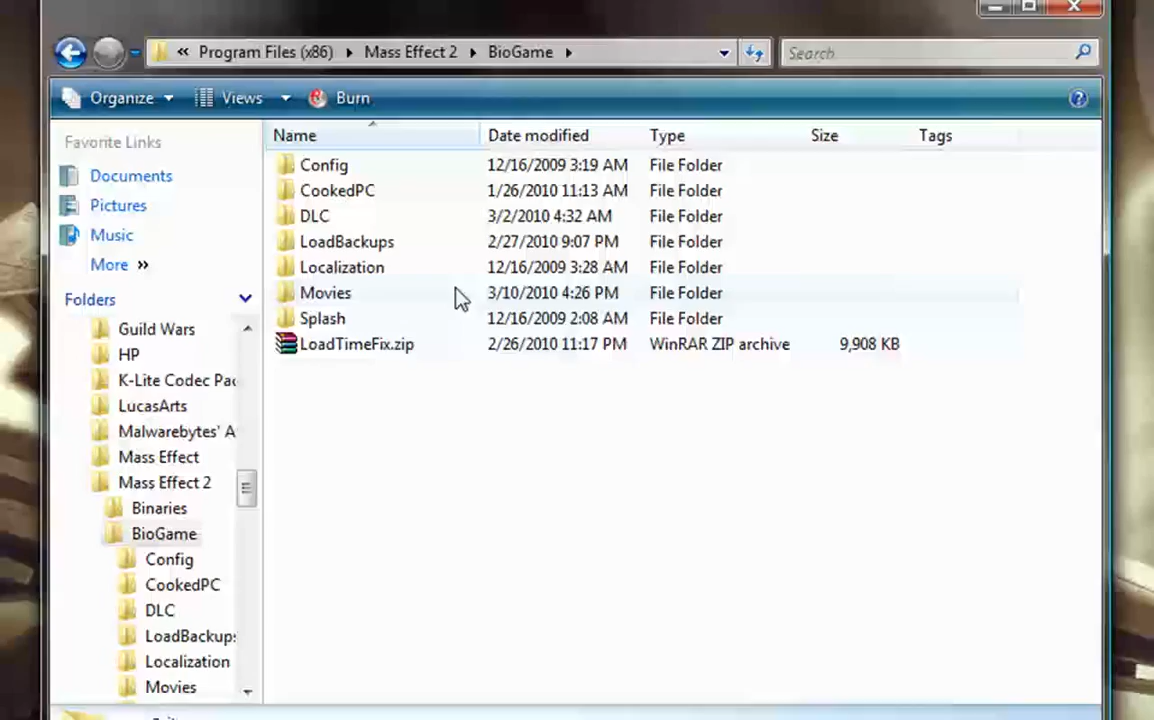 « Program Files (x86) ▸ Mass Effect 2 ▸ BioGame ▸ Search
Organize Views Burn
Favorite Links
Documents
Pictures
Music
More »
Folders
Guild Wars
HP
K-Lite Codec Pac
LucasArts
Malwarebytes' A
Mass Effect
Mass Effect 2
Binaries
BioGame
Config
CookedPC
DLC
LoadBackups
Localization
Movies
Name Date modified Type Size Tags
Config 12/16/2009 3:19 AM File Folder
CookedPC 1/26/2010 11:13 AM File Folder
DLC 3/2/2010 4:32 AM File Folder
LoadBackups 2/27/2010 9:07 PM File Folder
Localization 12/16/2009 3:28 AM File Folder
Movies 3/10/2010 4:26 PM File Folder
Splash 12/16/2009 2:08 AM File Folder
LoadTimeFix.zip 2/26/2010 11:17 PM WinRAR ZIP archive 9,908 KB